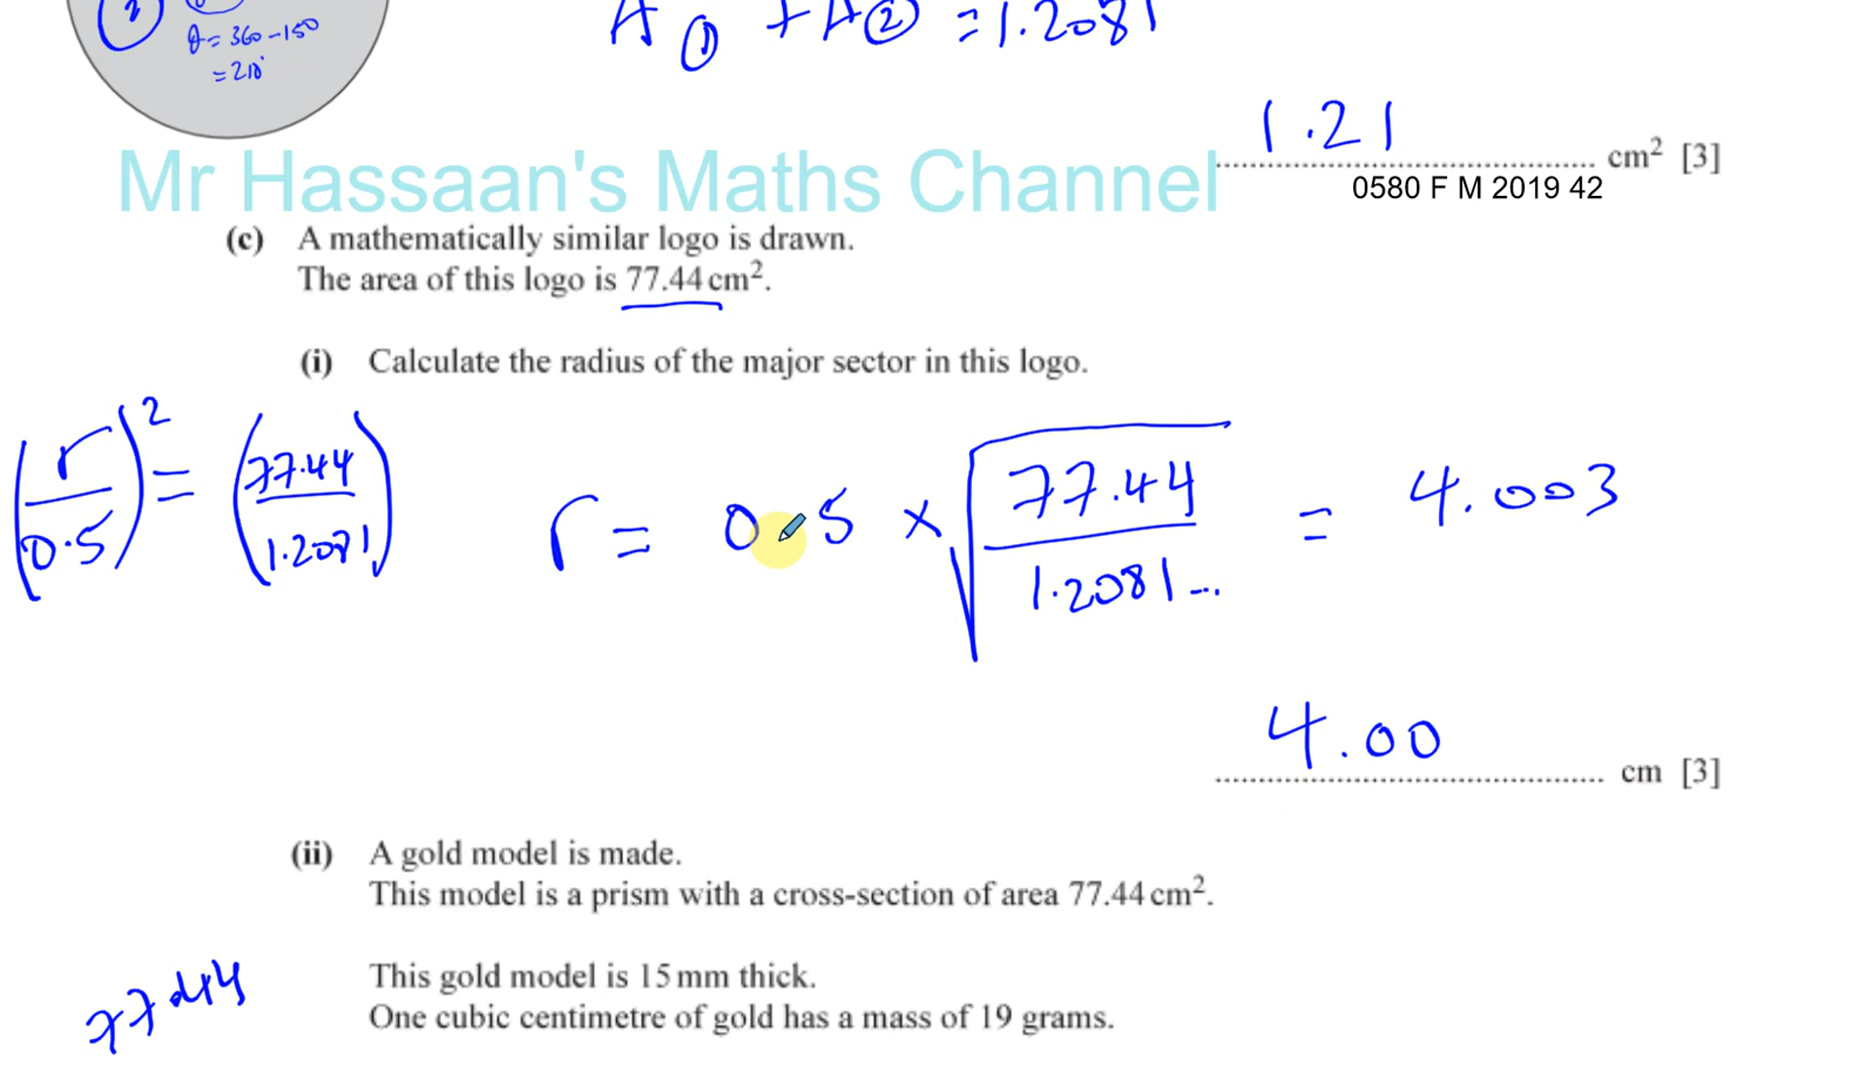 2
θ = 360 - 150
= 210°
A ① + A ② = 1.2081
1.21
cm² [3]
Mr Hassaan's Maths Channel
0580 F M 2019 42
(c) A mathematically similar logo is drawn.
The area of this logo is 77.44 cm².
(i) Calculate the radius of the major sector in this logo.
(r/0.5)² = (77.44/1.2081)
r = 0.5 × √(77.44/1.2081...) = 4.003
4.00
cm [3]
(ii) A gold model is made.
This model is a prism with a cross-section of area 77.44 cm².
77.44
This gold model is 15 mm thick.
One cubic centimetre of gold has a mass of 19 grams.